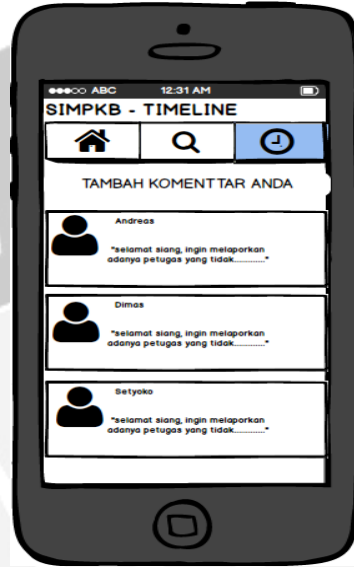 ABC 12:31 AM
SIMPKB - TIMELINE
TAMBAH KOMENTTAR ANDA
Andreas
"selamat siang, ingin melaporkan
adanya petugas yang tidak............."
Dimas
"selamat siang, ingin melaporkan
adanya petugas yang tidak............."
Setyoko
"selamat siang, ingin melaporkan
adanya petugas yang tidak............."